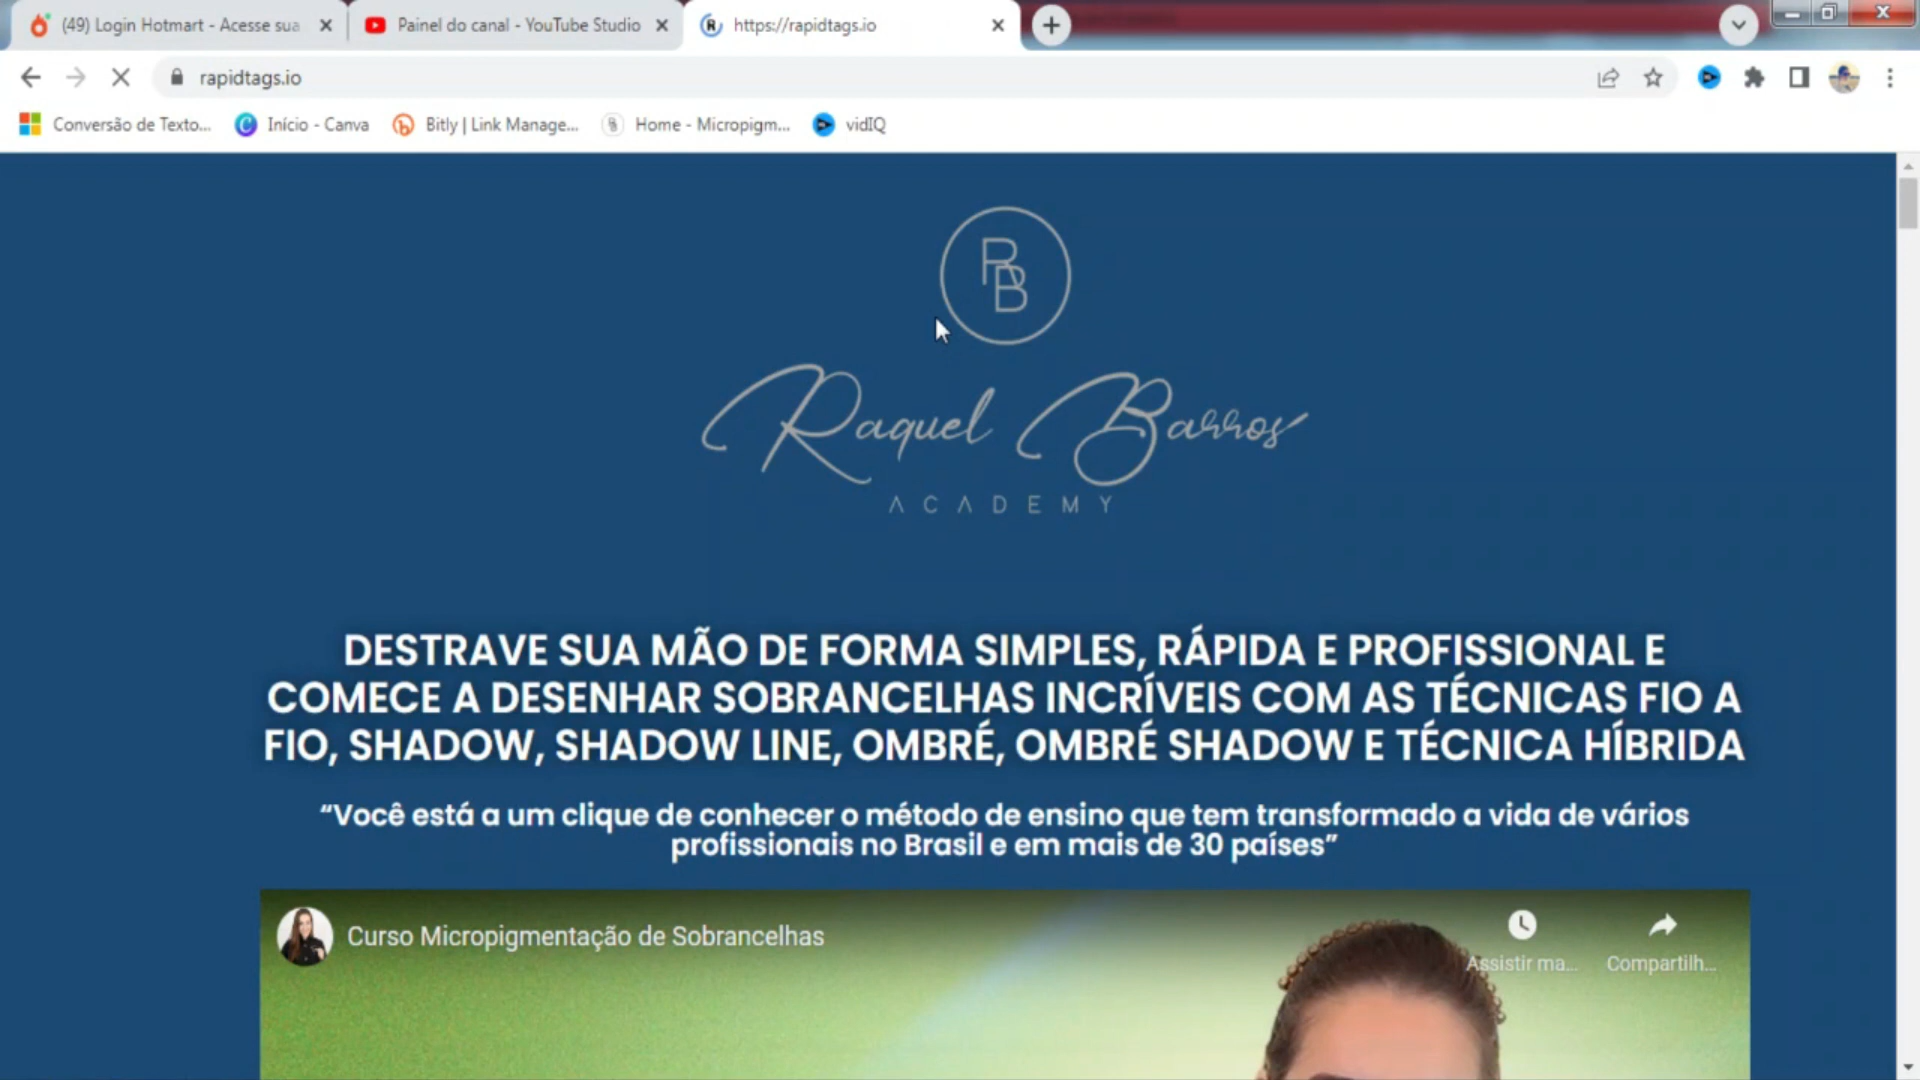 (49) Login Hotmart - Acesse sua
Painel do canal - YouTube Studio
https://rapidtags.io
rapidtags.io
Conversão de Texto...
Início - Canva
Bitly | Link Manage...
Home - Micropigm...
vidIQ
RB
Raquel Barros
ACADEMY
DESTRAVE SUA MÃO DE FORMA SIMPLES, RÁPIDA E PROFISSIONAL E
COMECE A DESENHAR SOBRANCELHAS INCRÍVEIS COM AS TÉCNICAS FIO A
FIO, SHADOW, SHADOW LINE, OMBRÉ, OMBRÉ SHADOW E TÉCNICA HÍBRIDA
“Você está a um clique de conhecer o método de ensino que tem transformado a vida de vários
profissionais no Brasil e em mais de 30 países”
Curso Micropigmentação de Sobrancelhas
Assistir ma...
Compartilh...